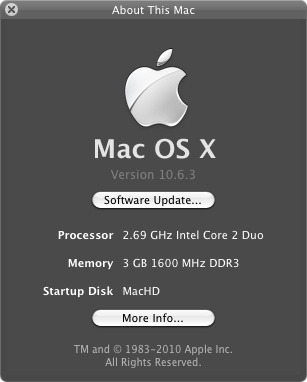 About This Mac
Mac OS X
Version 10.6.3
Software Update...
Processor 2.69 GHz Intel Core 2 Duo
Memory 3 GB 1600 MHz DDR3
Startup Disk MacHD
More Info...
TM and © 1983-2010 Apple Inc.
All Rights Reserved.